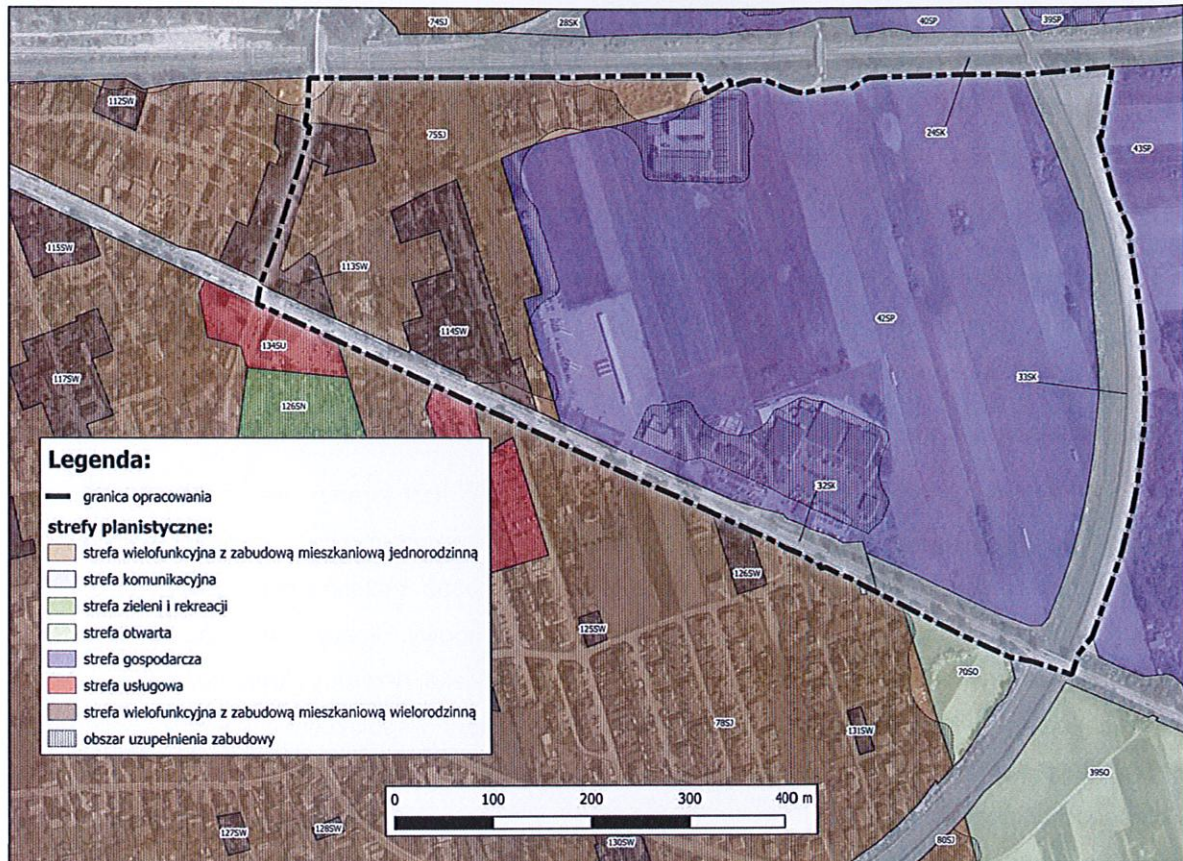 74SJ
28SK
40SP
39SP
112SW
75SJ
24SK
43SP
115SW
113SW
114SW
42SP
134SU
117SW
33SK
126SN
32SK
Legenda:
granica opracowania
strefy planistyczne:
strefa wielofunkcyjna z zabudową mieszkaniową jednorodzinną
strefa komunikacyjna
strefa zieleni i rekreacji
strefa otwarta
strefa gospodarcza
strefa usługowa
strefa wielofunkcyjna z zabudową mieszkaniową wielorodzinną
obszar uzupełnienia zabudowy
126SW
125SW
70SO
78SJ
131SW
39SO
0 100 200 300 400 m
127SW
128SW
130SW
80SJ